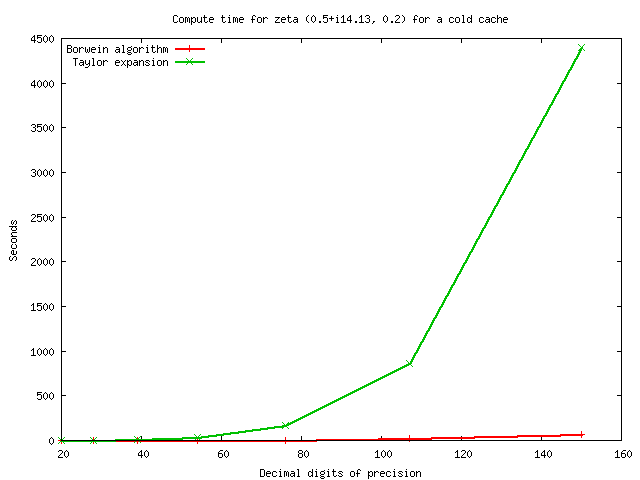 Compute time for zeta (0.5+i14.13, 0.2) for a cold cache
Borwein algorithm
Taylor expansion
4500
4000
3500
3000
2500
2000
1500
1000
500
0
Seconds
20 40 60 80 100 120 140 160
Decimal digits of precision